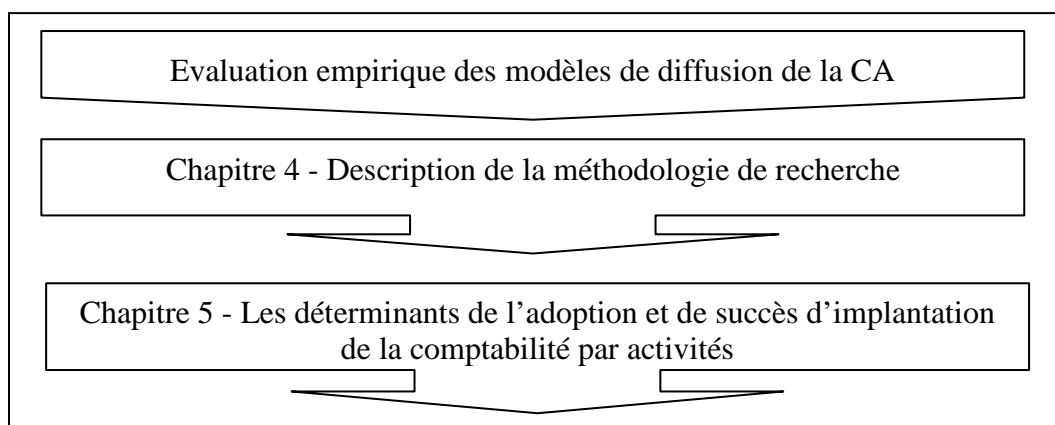 Evaluation empirique des modèles de diffusion de la CA
Chapitre 4 - Description de la méthodologie de recherche
Chapitre 5 - Les déterminants de l’adoption et de succès d’implantation
de la comptabilité par activités